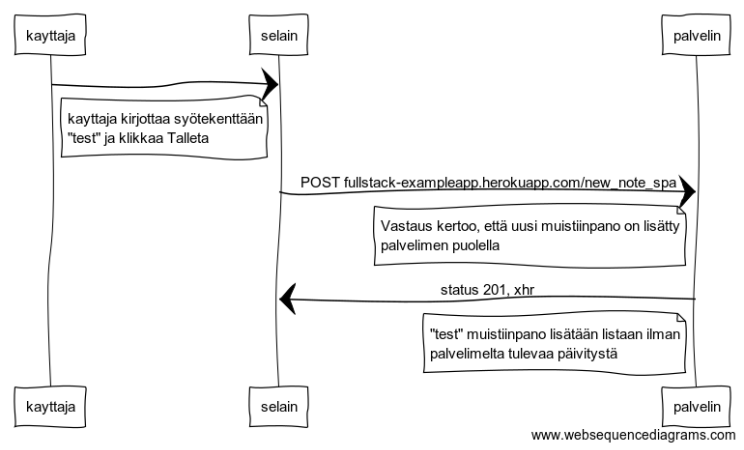 kayttaja selain palvelin
kayttaja kirjottaa syötekenttään
"test" ja klikkaa Talleta
POST fullstack-exampleapp.herokuapp.com/new_note_spa
Vastaus kertoo, että uusi muistiinpano on lisätty
palvelimen puolella
status 201, xhr
"test" muistiinpano lisätään listaan ilman
palvelimelta tulevaa päivitystä
kayttaja selain palvelin
www.websequencediagrams.com